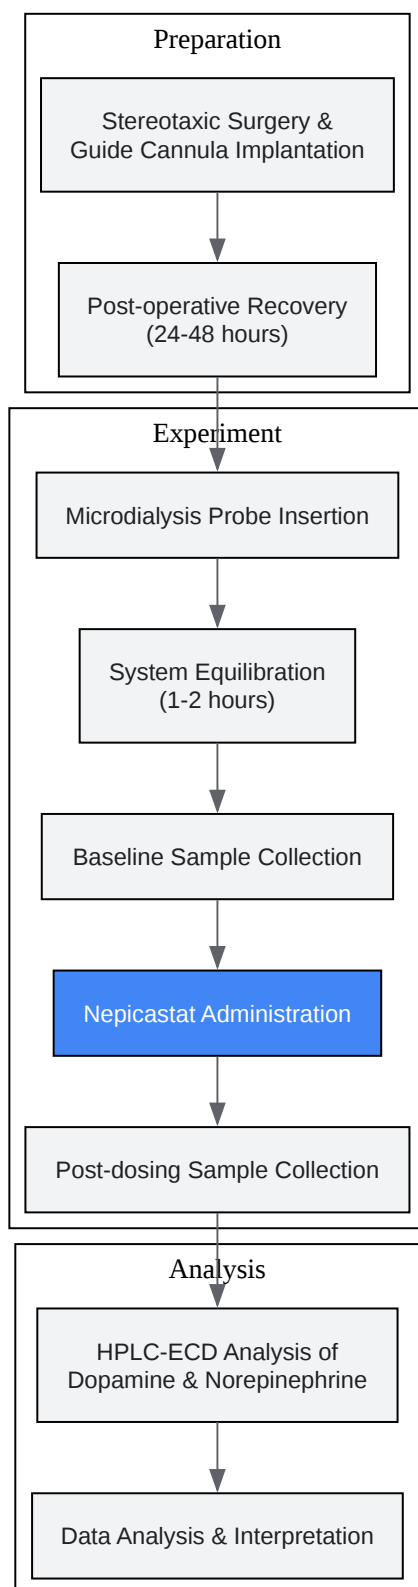 Preparation
Stereotaxic Surgery &
Guide Cannula Implantation
Post-operative Recovery
(24-48 hours)
Experiment
Microdialysis Probe Insertion
System Equilibration
(1-2 hours)
Baseline Sample Collection
Nepicastat Administration
Post-dosing Sample Collection
Analysis
HPLC-ECD Analysis of
Dopamine & Norepinephrine
Data Analysis & Interpretation